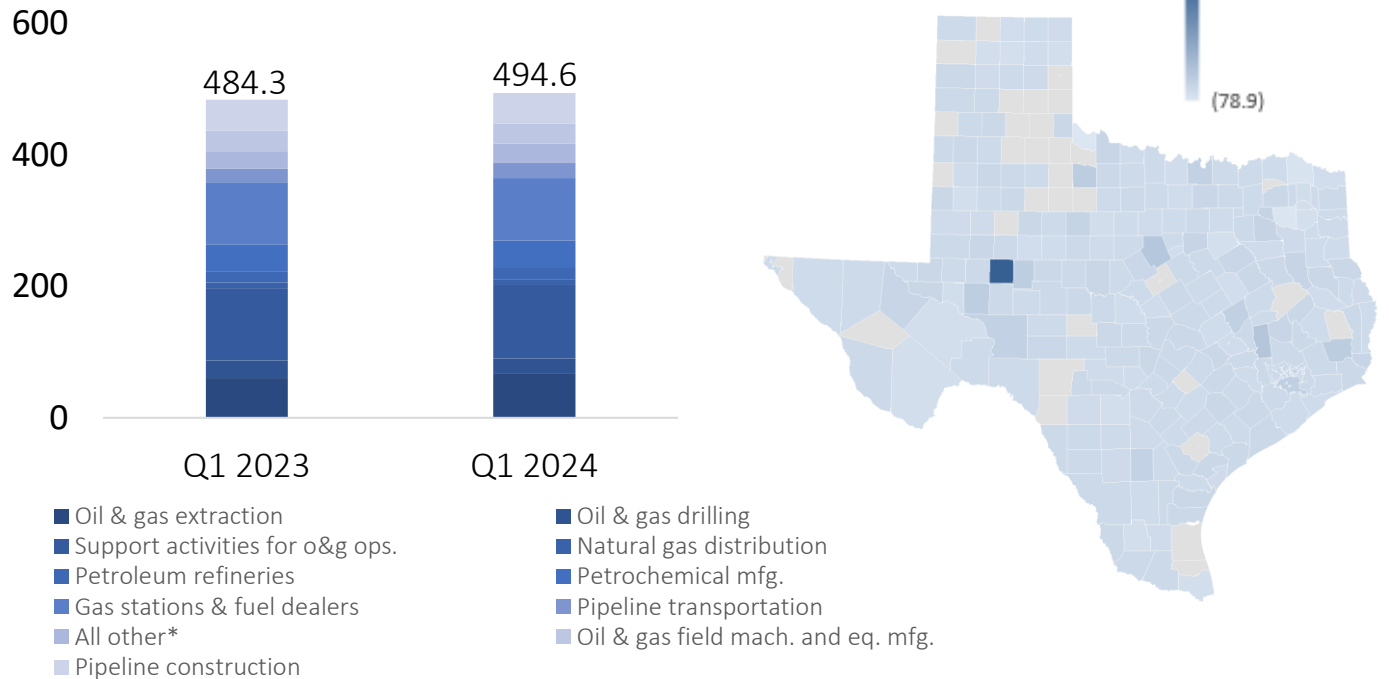 600
400
200
0
484.3
494.6
Q1 2023
Q1 2024
Oil & gas extraction
Oil & gas drilling
Support activities for o&g ops.
Natural gas distribution
Petroleum refineries
Petrochemical mfg.
Gas stations & fuel dealers
Pipeline transportation
All other*
Oil & gas field mach. and eq. mfg.
Pipeline construction
(78.9)